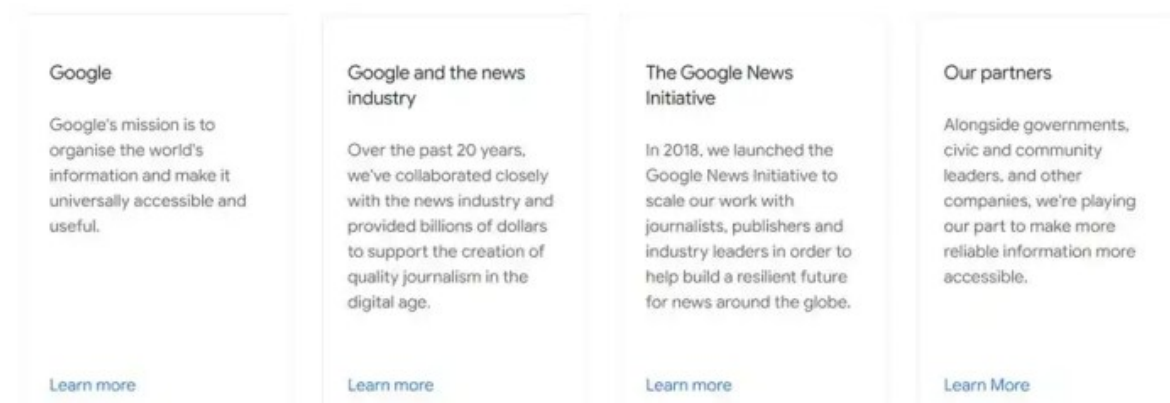 Google
Google's mission is to
organise the world's
information and make it
universally accessible and
useful.
Learn more
Google and the news
industry
Over the past 20 years,
we've collaborated closely
with the news industry and
provided billions of dollars
to support the creation of
quality journalism in the
digital age.
Learn more
The Google News
Initiative
In 2018, we launched the
Google News Initiative to
scale our work with
journalists, publishers and
industry leaders in order to
help build a resilient future
for news around the globe.
Learn more
Our partners
Alongside governments,
civic and community
leaders, and other
companies, we're playing
our part to make more
reliable information more
accessible.
Learn More